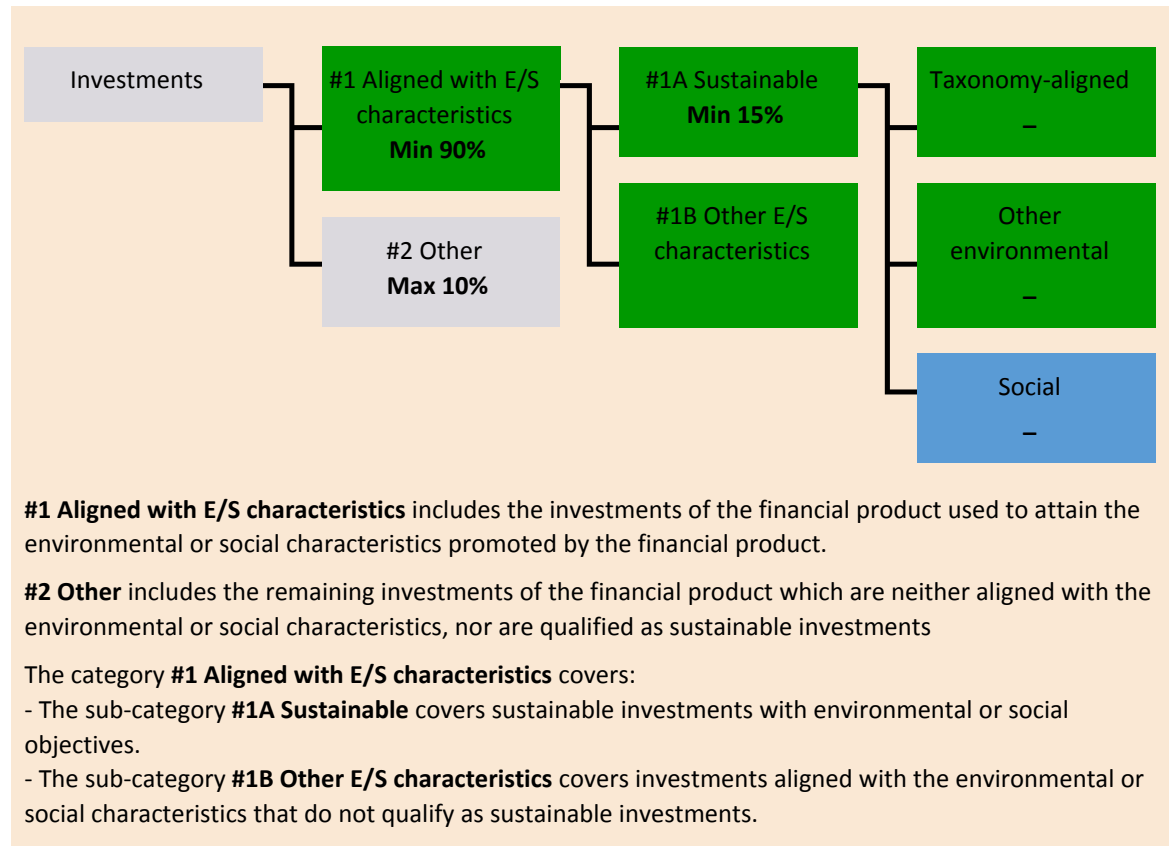 Investments
#1 Aligned with E/S
characteristics
Min 90%
#2 Other
Max 10%
#1A Sustainable
Min 15%
#1B Other E/S
characteristics
Taxonomy-aligned
–
Other
environmental
–
Social
–
#1 Aligned with E/S characteristics includes the investments of the financial product used to attain the
environmental or social characteristics promoted by the financial product.
#2 Other includes the remaining investments of the financial product which are neither aligned with the
environmental or social characteristics, nor are qualified as sustainable investments
The category #1 Aligned with E/S characteristics covers:
- The sub-category #1A Sustainable covers sustainable investments with environmental or social
objectives.
- The sub-category #1B Other E/S characteristics covers investments aligned with the environmental or
social characteristics that do not qualify as sustainable investments.